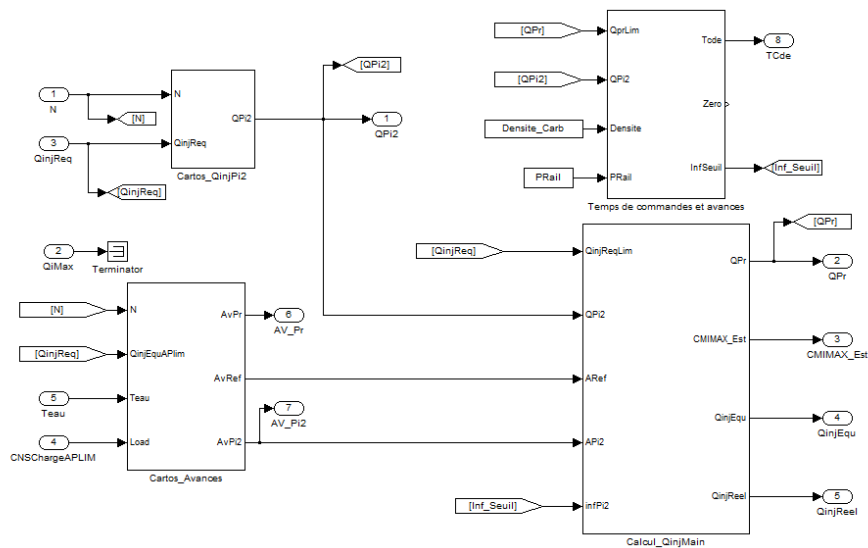 1
N
[N]
3
QinjReq
[QinjReq]
N
QinjReq
QPi2
Cartos_QinjPi2
[QPi2]
1
QPi2
[QPr]
[QPi2]
Densite_Carb
PRail
QprLim
QPi2
Densite
PRail
Tcde
Zero
InfSeuil
Temps de commandes et avances
8
TCde
[Inf_Seuil]
2
QiMax
Terminator
[N]
[QinjReq]
5
Teau
4
CNSChargeAPLIM
N
QinjEquAPlim
Teau
Load
AvPr
AvRef
AvPi2
Cartos_Avances
6
AV_Pr
7
AV_Pi2
[QinjReq]
[Inf_Seuil]
QinjReqLim
QPi2
ARef
APi2
infPi2
QPr
CMIMAX_Est
QinjEqu
QinjReel
Calcul_QinjMain
[QPr]
2
QPr
3
CMIMAX_Est
4
QinjEqu
5
QinjReel